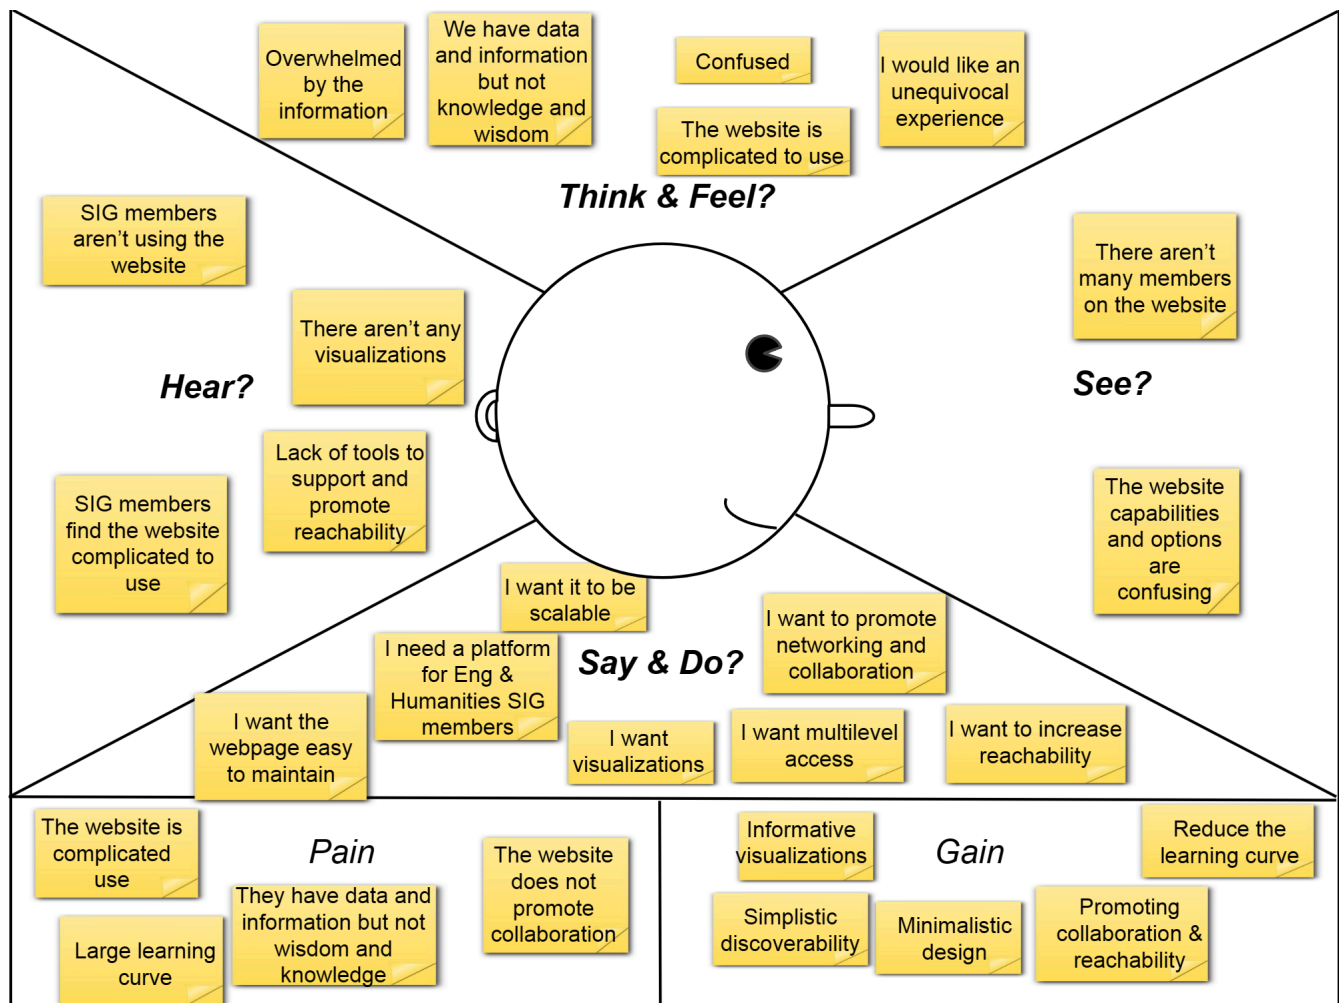 Overwhelmed
by the
information
We have data
and information
but not
knowledge and
wisdom
Confused
The website is
complicated to use
I would like an
unequivocal
experience
Think & Feel?
SIG members
aren't using the
website
There aren't any
visualizations
Hear?
Lack of tools to
support and
promote
reachability
SIG members
find the website
complicated to
use
There aren't
many members
on the website
See?
The website
capabilities
and options
are
confusing
I want it to be
scalable
I need a platform
for Eng &
Humanities SIG
members
Say & Do?
I want to promote
networking and
collaboration
I want the
webpage easy
to maintain
I want
visualizations
I want multilevel
access
I want to increase
reachability
The website is
complicated
use
Pain
Large learning
curve
They have data and
information but not
wisdom and
knowledge
The website
does not
promote
collaboration
Informative
visualizations
Gain
Reduce the
learning curve
Simplistic
discoverability
Minimalistic
design
Promoting
collaboration &
reachability